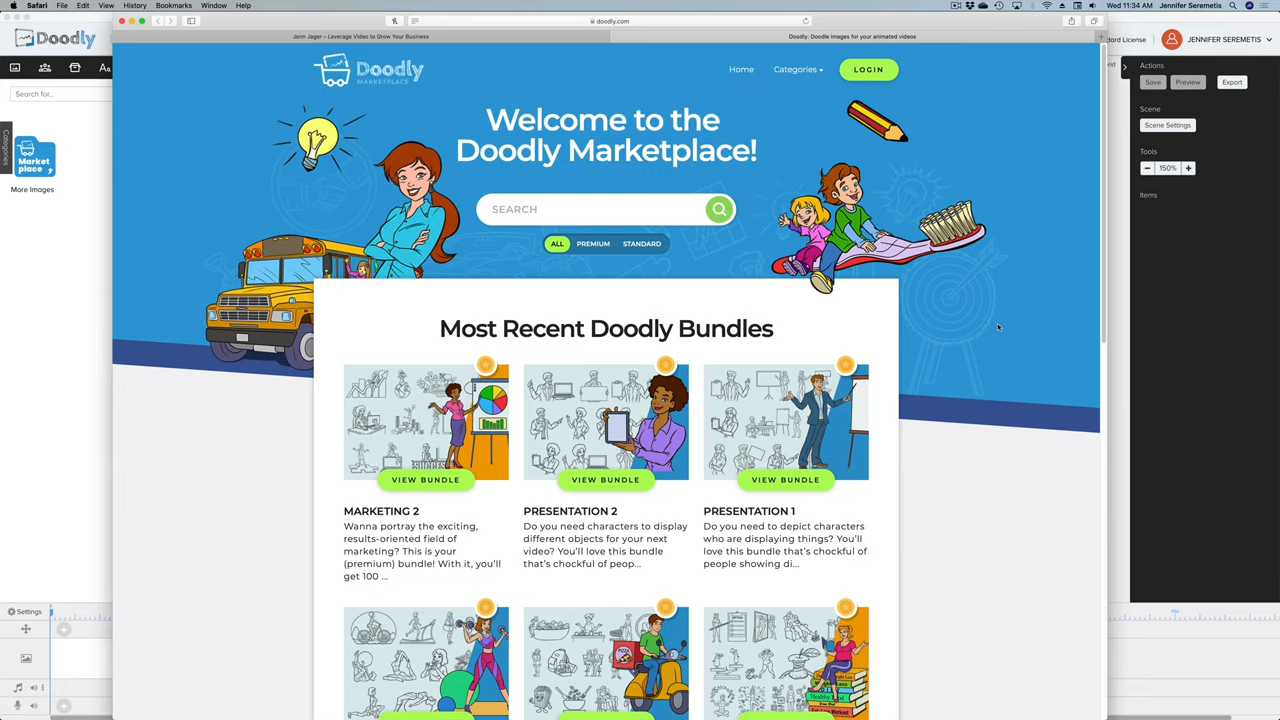 Safari File Edit View History Bookmarks Window Help
Wed 11:34 AM Jennifer Seremetis
doodly.com
Jenn Jager – Leverage Video to Grow Your Business
Doodly: Doodle images for your animated videos
Doodly
dard License
JENNIFER SEREMETIS
Search for...
Categories
Market place
More Images
Doodly
MARKETPLACE
Home Categories LOGIN
Welcome to the
Doodly Marketplace!
SEARCH
ALL PREMIUM STANDARD
Most Recent Doodly Bundles
VIEW BUNDLE VIEW BUNDLE VIEW BUNDLE
MARKETING 2
Wanna portray the exciting,
results-oriented field of
marketing? This is your
(premium) bundle! With it, you'll
get 100 ...
PRESENTATION 2
Do you need characters to display
different objects for your next
video? You'll love this bundle
that's chockful of peop...
PRESENTATION 1
Do you need to depict characters
who are displaying things? You'll
love this bundle that's chockful of
people showing di...
PIZZA
Actions
Save Preview Export
Scene
Scene Settings
Tools
150%
Items
Settings